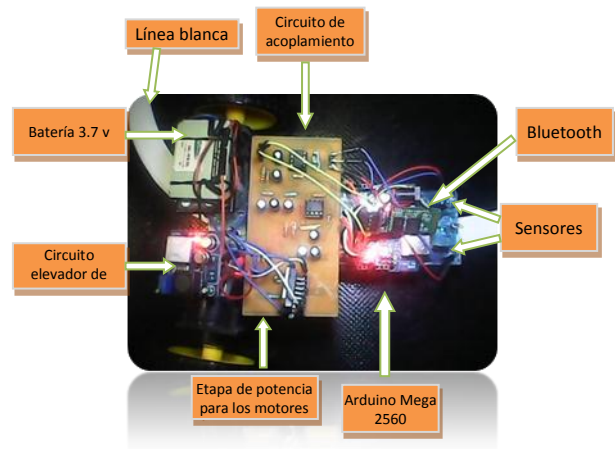 Línea blanca
Circuito de
acoplamiento
Batería 3.7 v
Bluetooth
Sensores
Circuito
elevador de
Etapa de potencia
para los motores
Arduino Mega
2560